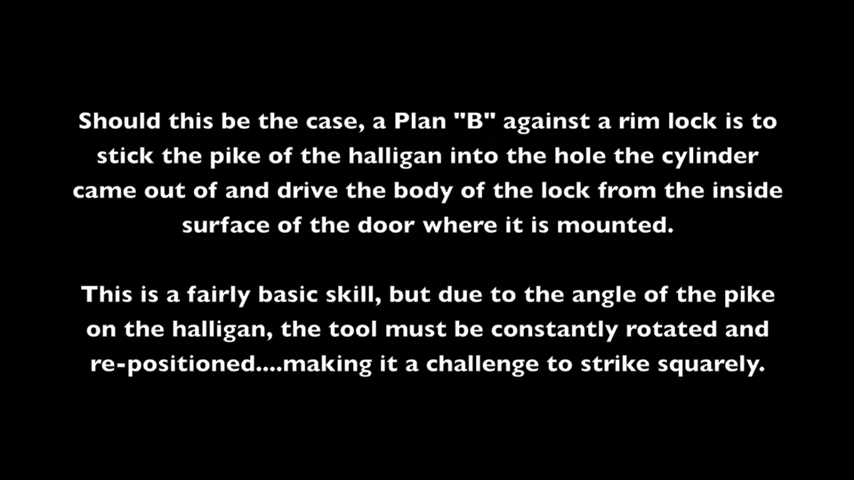 Should this be the case, a Plan "B" against a rim lock is to
stick the pike of the halligan into the hole the cylinder
came out of and drive the body of the lock from the inside
surface of the door where it is mounted.
This is a fairly basic skill, but due to the angle of the pike
on the halligan, the tool must be constantly rotated and
re-positioned....making it a challenge to strike squarely.